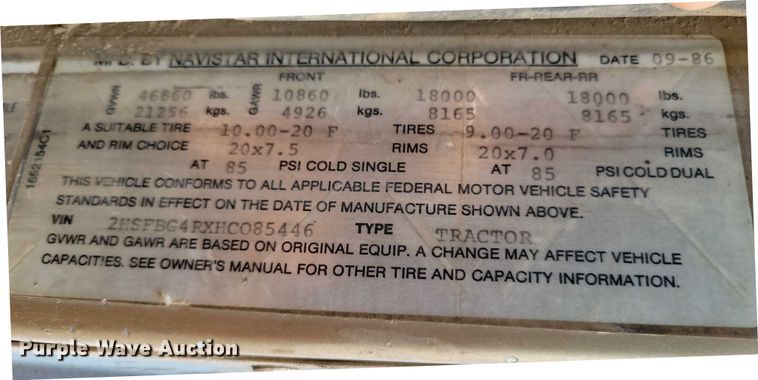 MFD. BY NAVISTAR INTERNATIONAL CORPORATION DATE 09-86
FRONT FR-REAR-RR
GVWR 46860 lbs. GAWR 10860 lbs. 18000 18000 lbs.
21256 kgs. 4926 kgs. 8165 8165 kgs.
A SUITABLE TIRE 10.00-20 F TIRES 9.00-20 F TIRES
AND RIM CHOICE 20x7.5 RIMS 20x7.0 RIMS
AT 85 PSI COLD SINGLE AT 85 PSI COLD DUAL
THIS VEHICLE CONFORMS TO ALL APPLICABLE FEDERAL MOTOR VEHICLE SAFETY
STANDARDS IN EFFECT ON THE DATE OF MANUFACTURE SHOWN ABOVE.
VIN 2HSFBG4RXHC085446 TYPE TRACTOR
GVWR AND GAWR ARE BASED ON ORIGINAL EQUIP. A CHANGE MAY AFFECT VEHICLE
CAPACITIES. SEE OWNER'S MANUAL FOR OTHER TIRE AND CAPACITY INFORMATION.
1652154C1
Purple Wave Auction